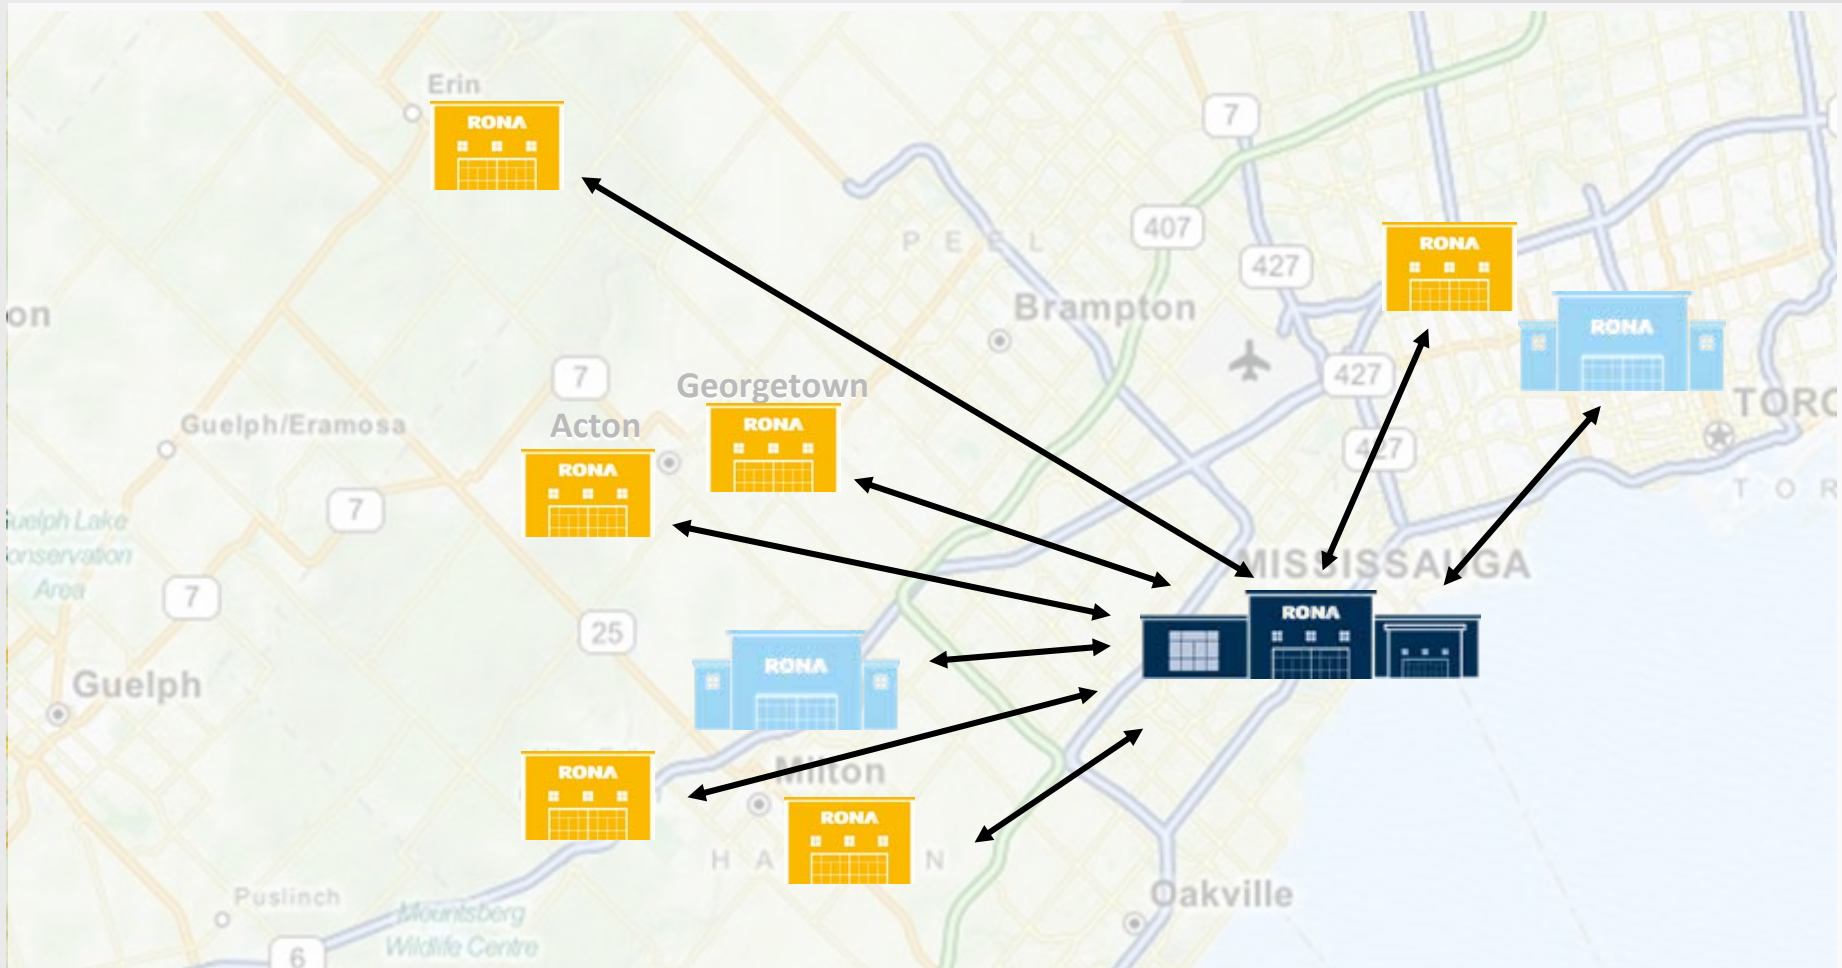 Erin
RONA
7
407
P E E L
RONA
427
on
Brampton
RONA
427
7
Georgetown
TORO
Acton
RONA
Guelph/Eramosa
427
RONA
T O R
7
Guelph Lake
Conservation
Area
MISSISSAUGA
7
RONA
25
RONA
Guelph
Milton
RONA
RONA
H A N
Puslinch
Oakville
Mountsberg
Wildlife Centre
6